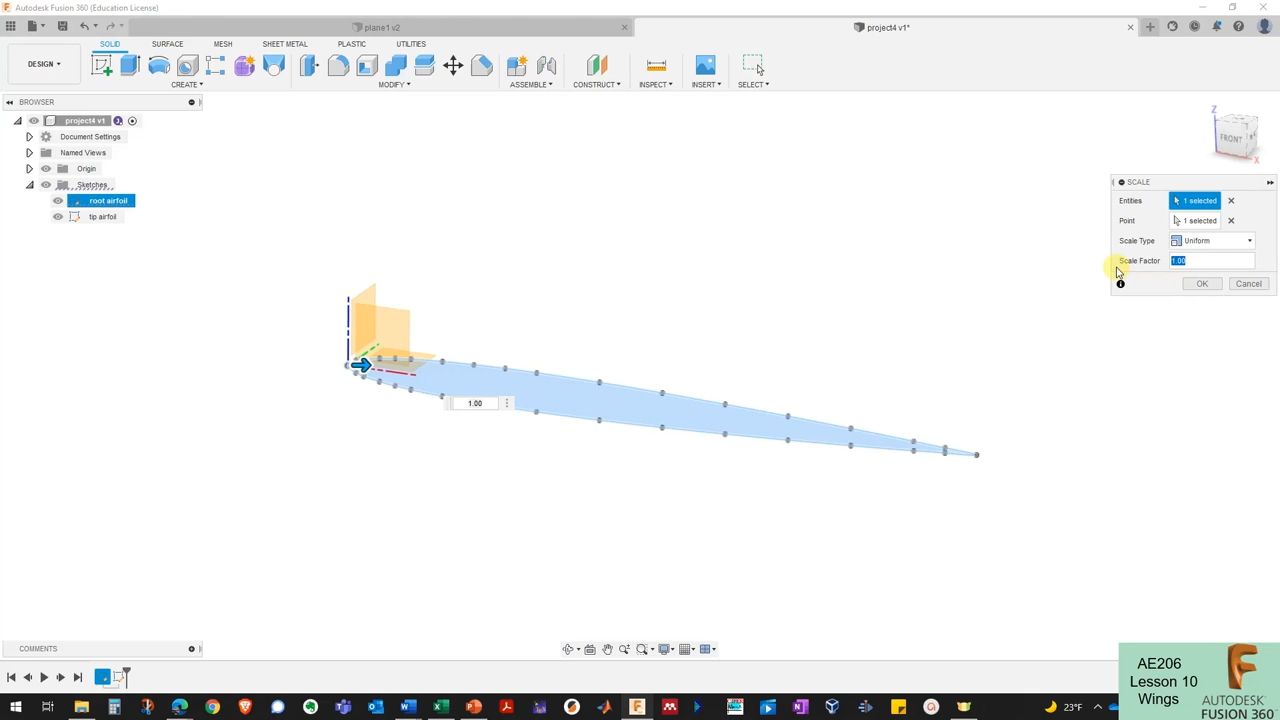 Autodesk Fusion 360 (Education License)
plane1 v2
project4 v1*
DESIGN
SOLID SURFACE MESH SHEET METAL PLASTIC UTILITIES
CREATE MODIFY ASSEMBLE CONSTRUCT INSPECT INSERT SELECT
BROWSER
project4 v1
Document Settings
Named Views
Origin
Sketches
root airfoil
tip airfoil
Z
FRONT
X
SCALE
Entities 1 selected
Point 1 selected
Scale Type Uniform
Scale Factor 1.00
OK Cancel
1.00
COMMENTS
AE206
Lesson 10
Wings
AUTODESK
FUSION 360
23°F